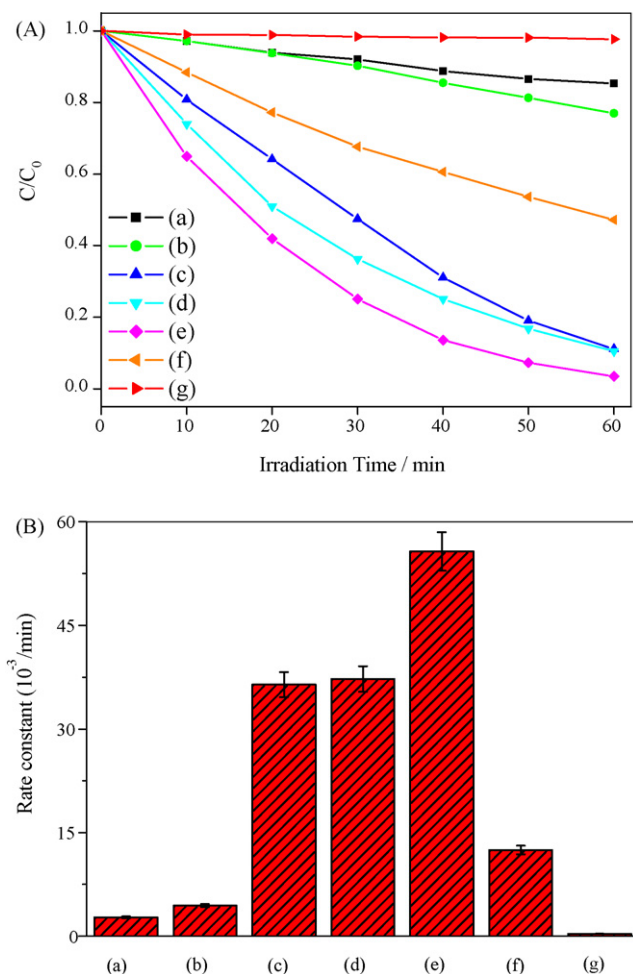 (A)
C/C0
1.0
0.8
0.6
0.4
0.2
0.0
(a)
(b)
(c)
(d)
(e)
(f)
(g)
0 10 20 30 40 50 60
Irradiation Time / min
(B)
Rate constant (10⁻³/min)
60
45
30
15
0
(a) (b) (c) (d) (e) (f) (g)